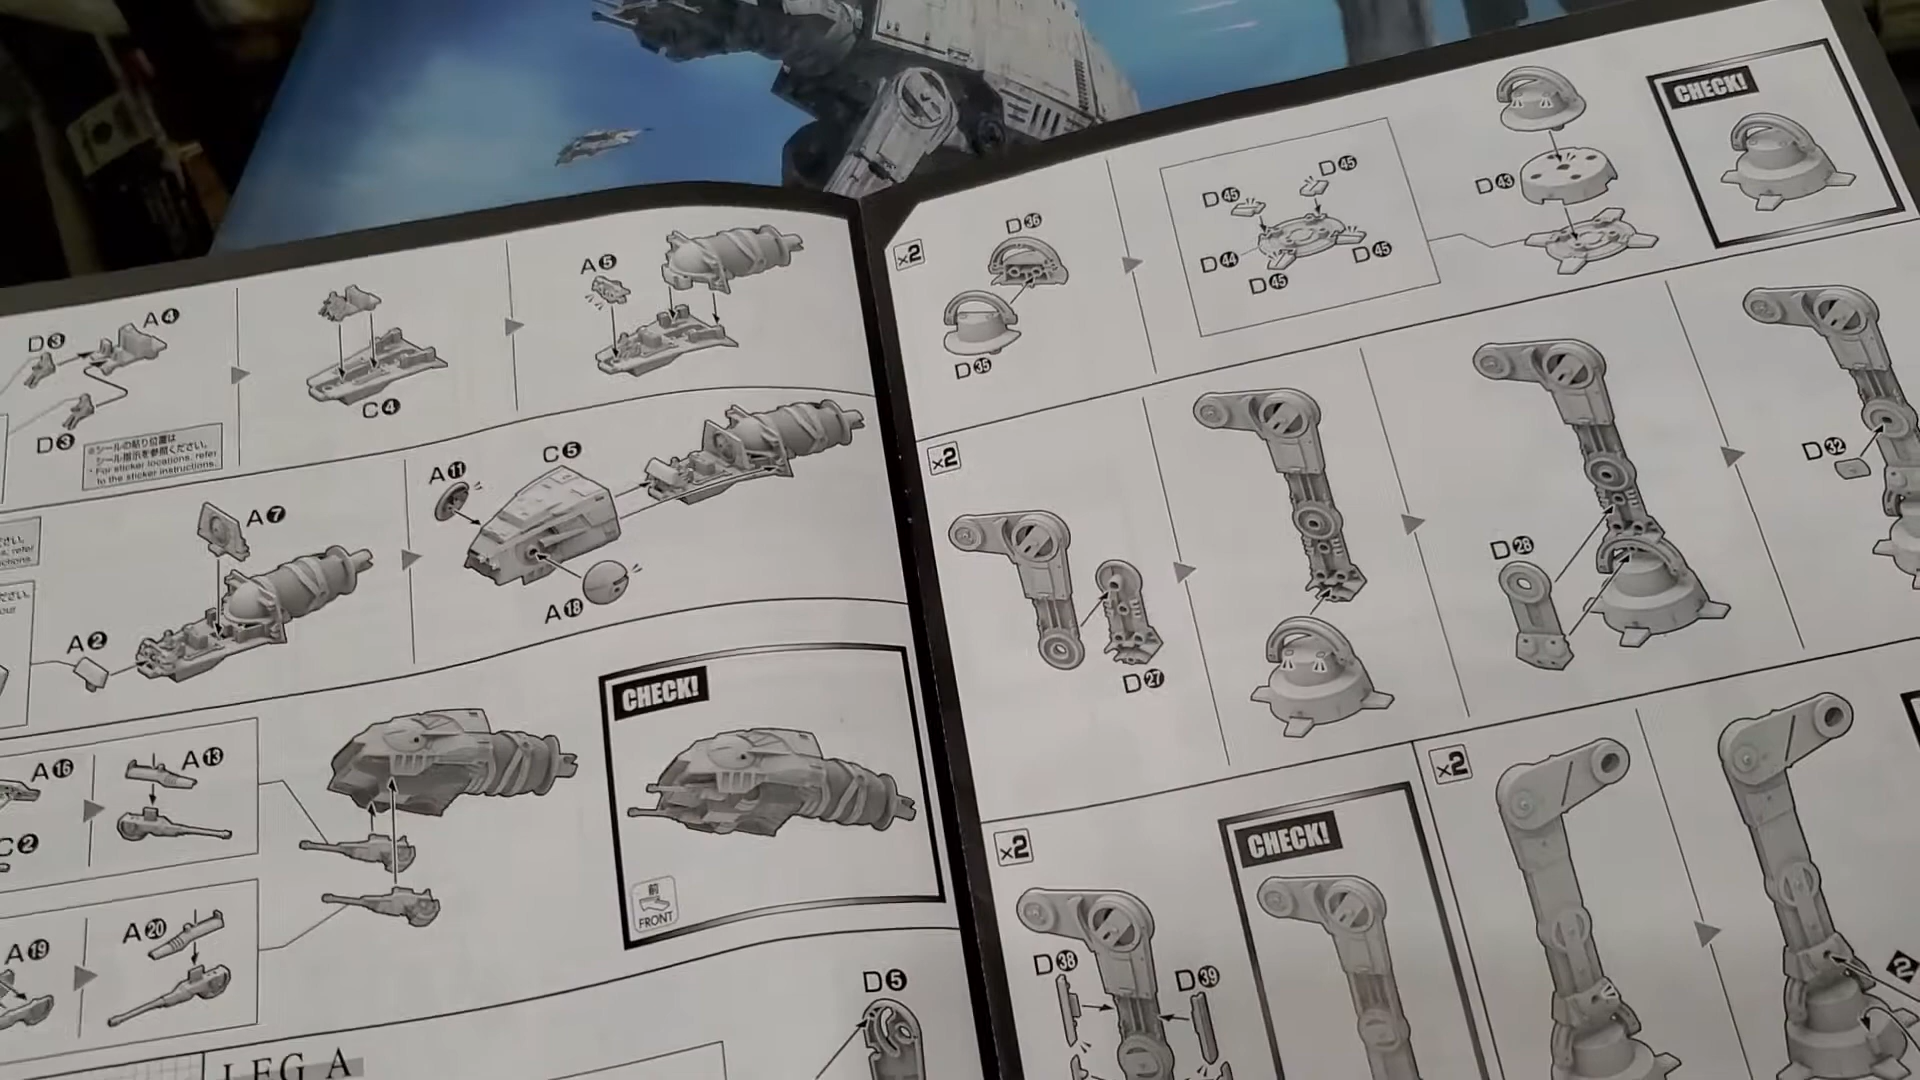 D3
A4
D3
※シールの貼り位置は
シール指示を参照ください。
・For sticker locations, refer
to the sticker instructions.
C4
A5
A7
A2
A11
C5
A18
A16
A13
C2
A19
A20
CHECK!
前
FRONT
D5
LEG A
×2
D36
D35
D45
D45
D44
D45
D45
D43
CHECK!
×2
D27
D28
D32
×2
D38
D39
CHECK!
×2
2